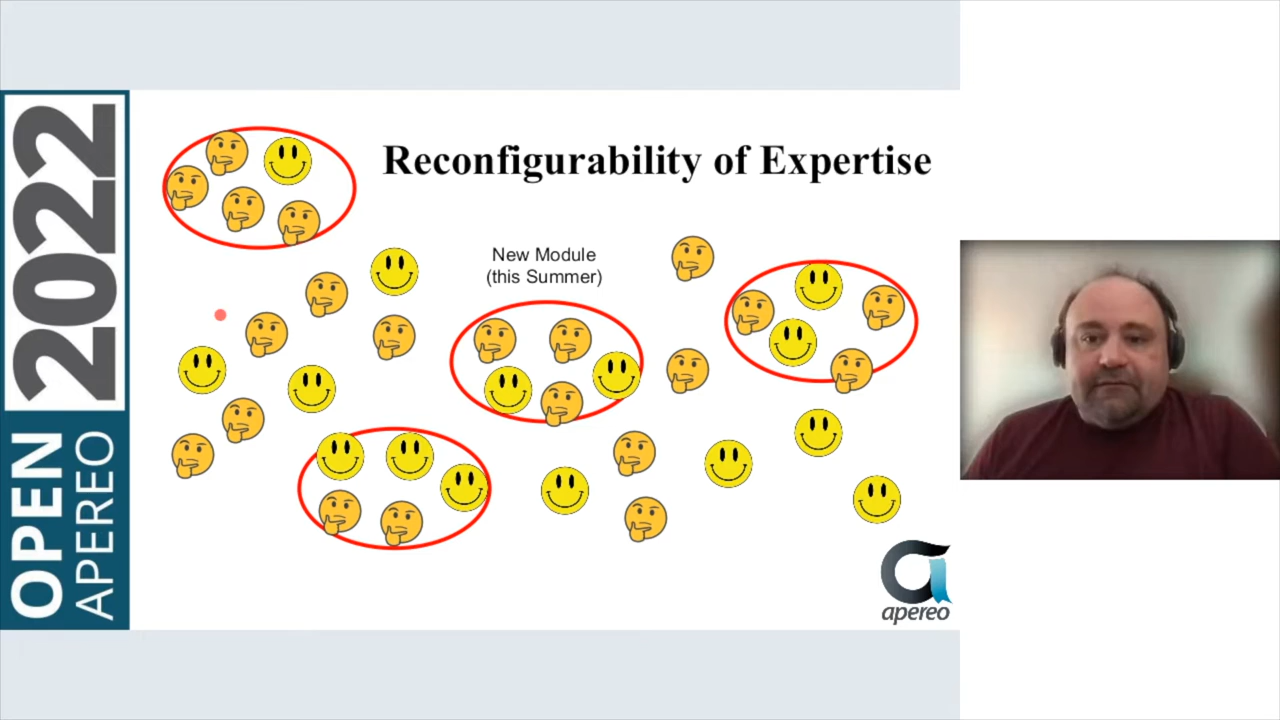 OPEN
APEREO
2022
Reconfigurability of Expertise
New Module
(this Summer)
apereo